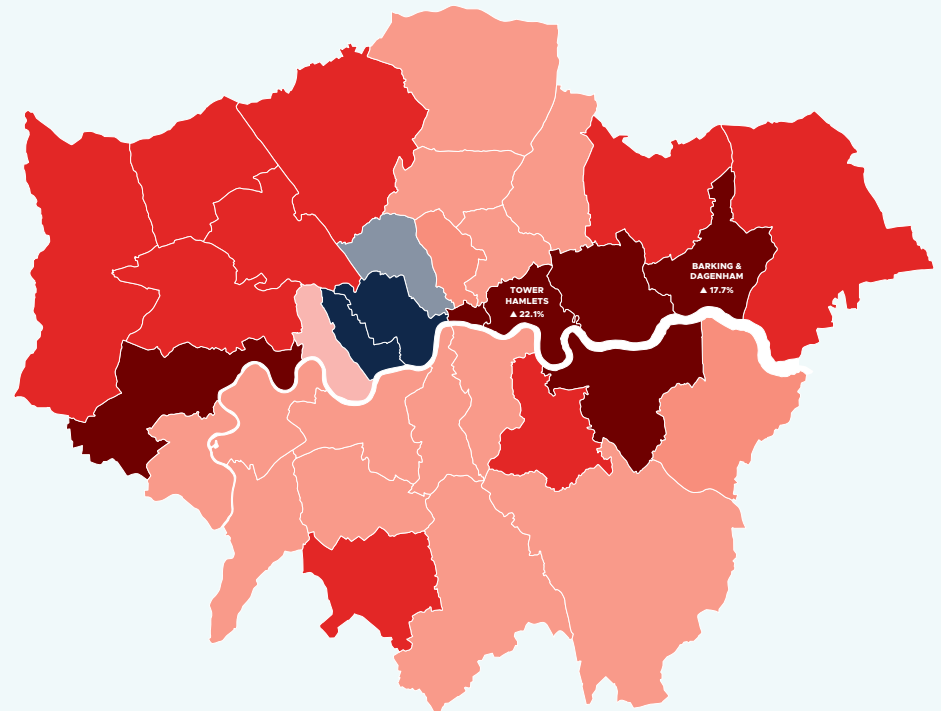 BARKING &
DAGENHAM
▲ 17.7%
TOWER
HAMLETS
▲ 22.1%